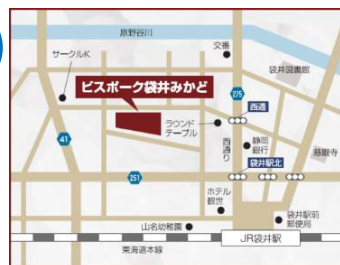 原野谷川
交番
サークルK
袋井図書館
275
ビスポーク袋井みかど
西通
ラウンド
テーブル
41
西通り
静岡
銀行
慈眼寺
袋井駅北
251
ホテル
観世
山名幼稚園
袋井駅前
郵便局
JR袋井駅
東海道本線